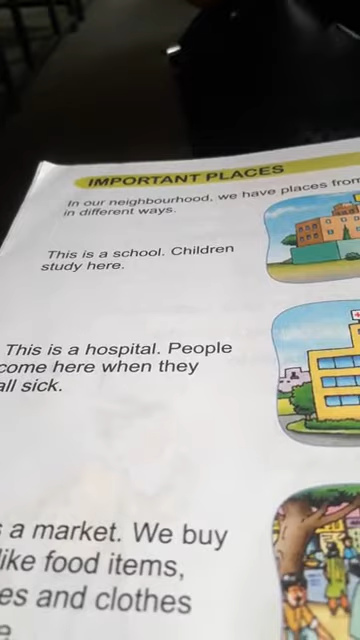 IMPORTANT PLACES
In our neighbourhood, we have places from
in different ways.
This is a school. Children
study here.
This is a hospital. People
come here when they
all sick.
a market. We buy
like food items,
es and clothes